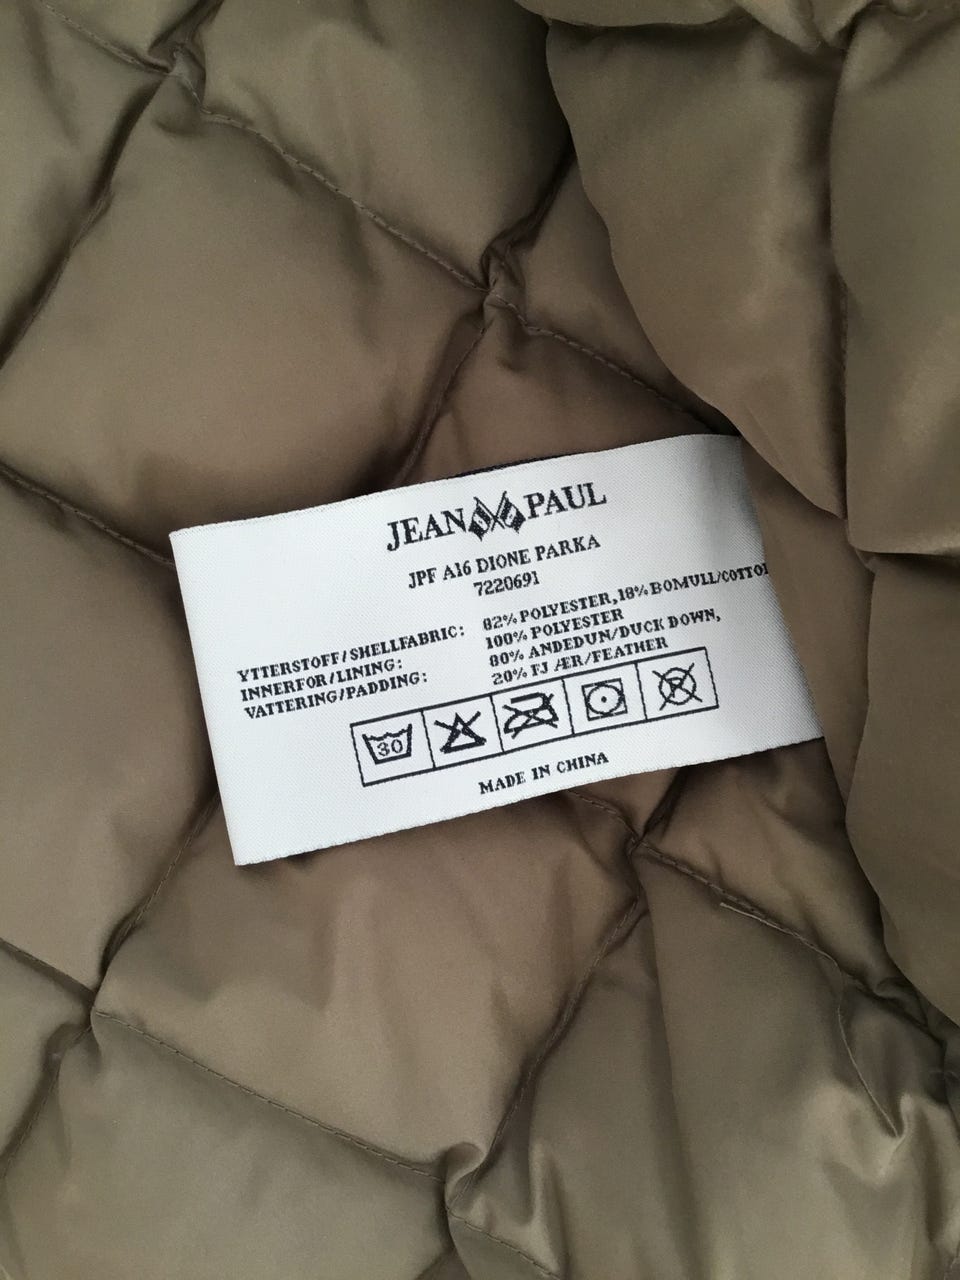 JEAN PAUL
JPF A16 DIONE PARKA
7220691
YTTERSTOFF/SHELLFABRIC: 82% POLYESTER,18% BOMULL/COTTO
INNERFOR/LINING: 100% POLYESTER
VATTERING/PADDING: 80% ANDEDUN/DUCK DOWN,
20% FJ ÆR/FEATHER
30
MADE IN CHINA